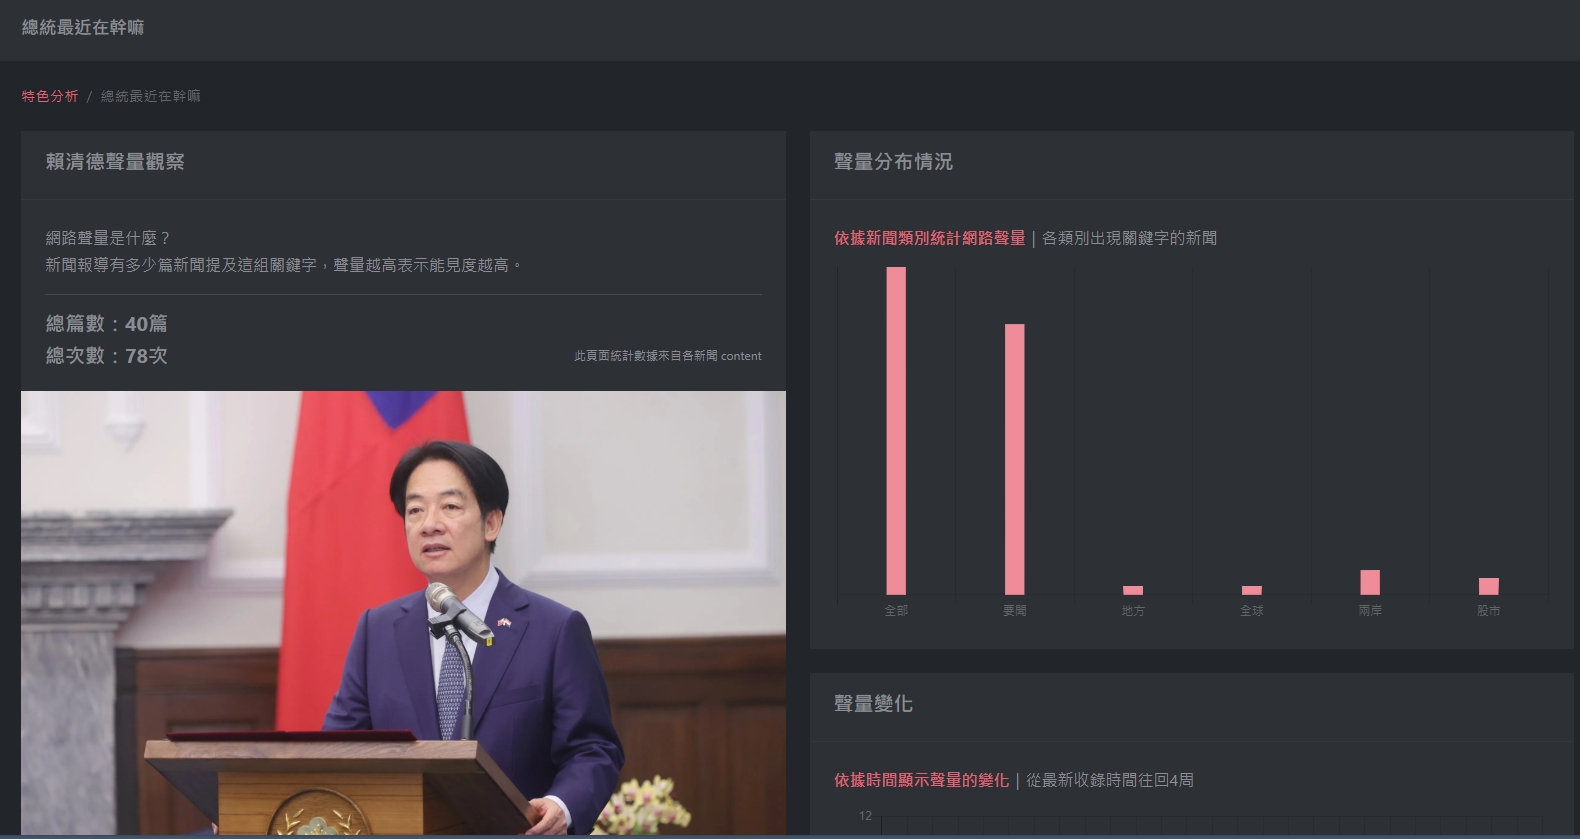 總統最近在幹嘛
特色分析 / 總統最近在幹嘛
賴清德聲量觀察
網路聲量是什麼？
新聞報導有多少篇新聞提及這組關鍵字，聲量越高表示能見度越高。
總篇數：40篇
總次數：78次
此頁面統計數據來自各新聞 content
聲量分布情況
依據新聞類別統計網路聲量 | 各類別出現關鍵字的新聞
全部 要聞 地方 全球 兩岸 股市
聲量變化
依據時間顯示聲量的變化 | 從最新收錄時間往回4周
12